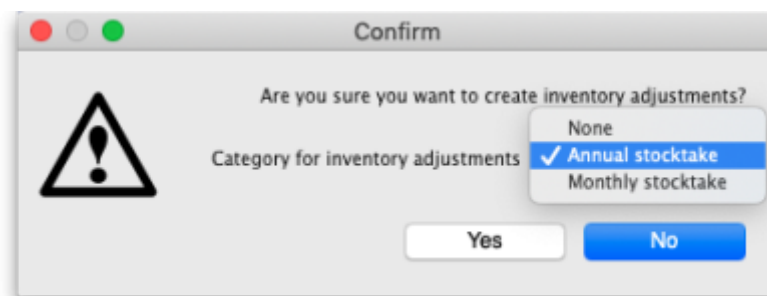 Confirm
Are you sure you want to create inventory adjustments?
Category for inventory adjustments
None
✓ Annual stocktake
Monthly stocktake
Yes
No